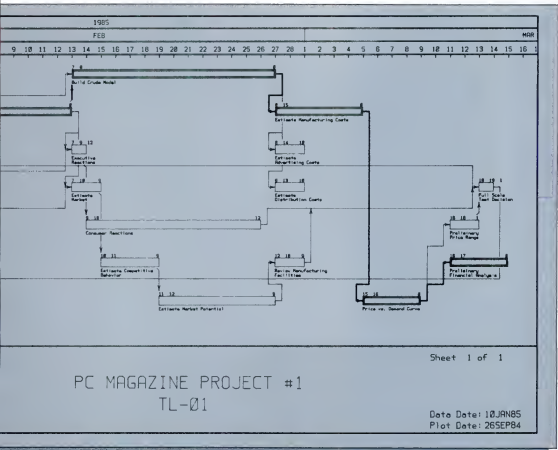 1985
FEB
MAR
9 10 11 12 13 14 15 16 17 18 19 20 21 22 23 24 25 26 27 28 1 2 3 4 5 6 7 8 9 10 11 12 13 14 15 16 1
Build Crude Model
Estimate Manufacturing Costs
Executive
Reactions
Estimate
Advertising Costs
Estimate
Market
Estimate
Distribution Costs
Full Scale
Test Decision
Consumer Reactions
Preliminary
Price Range
Estimate Competitive
Behavior
Review Manufacturing
Facilities
Preliminary
Financial Analysis
Estimate Market Potential
Price vs. Demand Curve
Sheet 1 of 1
PC MAGAZINE PROJECT #1
TL-01
Data Date: 10JAN85
Plot Date: 26SEP84